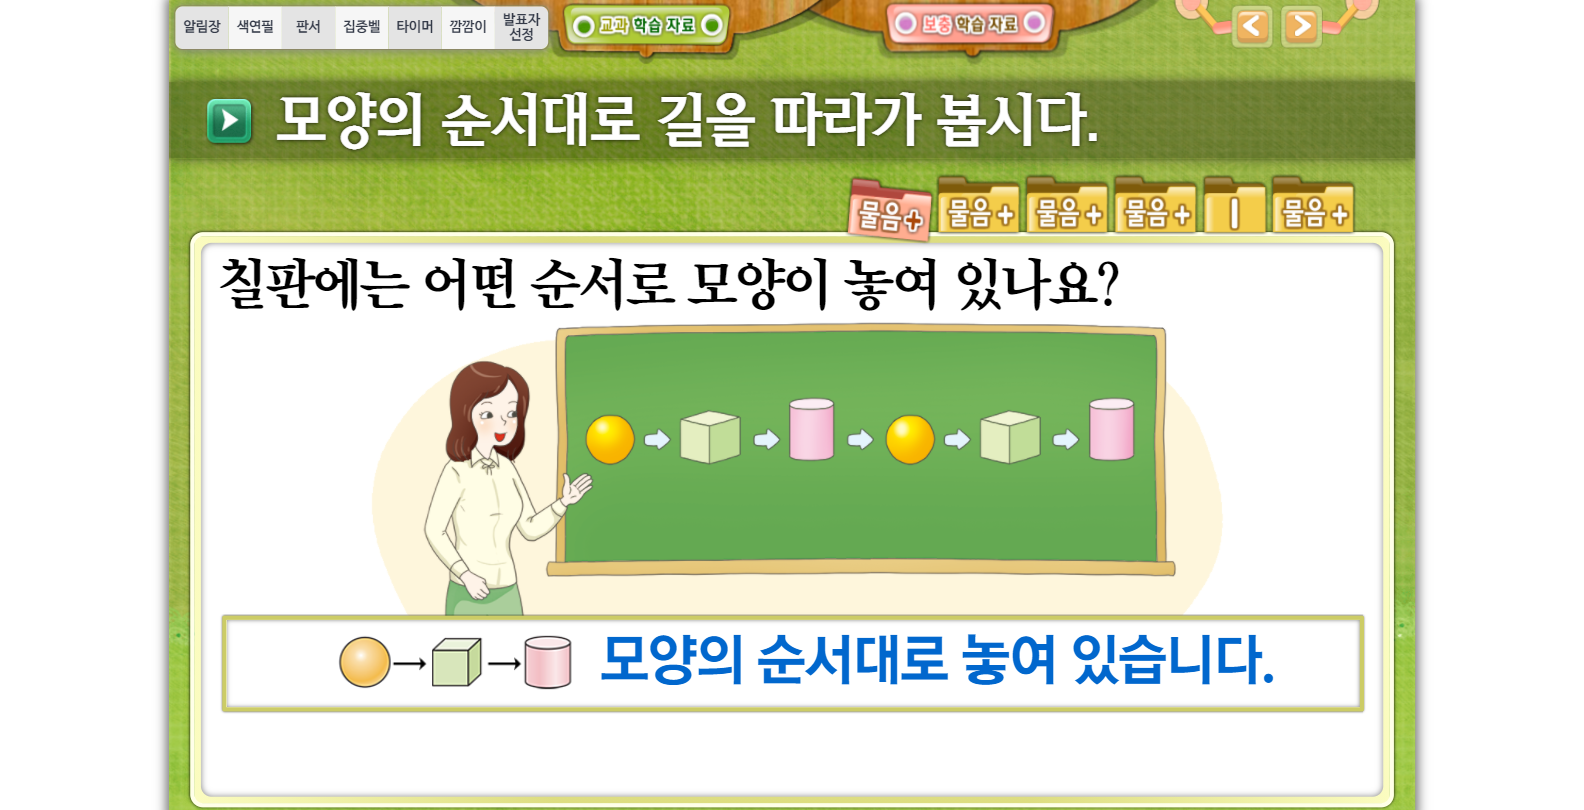 알림장 색연필 판서 집중벨 타이머 깜깜이 발표자 선정
교과 학습 자료
보충 학습 자료
모양의 순서대로 길을 따라가 봅시다.
물음+ 물음+ 물음+ 물음+ | 물음+
칠판에는 어떤 순서로 모양이 놓여 있나요?
모양의 순서대로 놓여 있습니다.